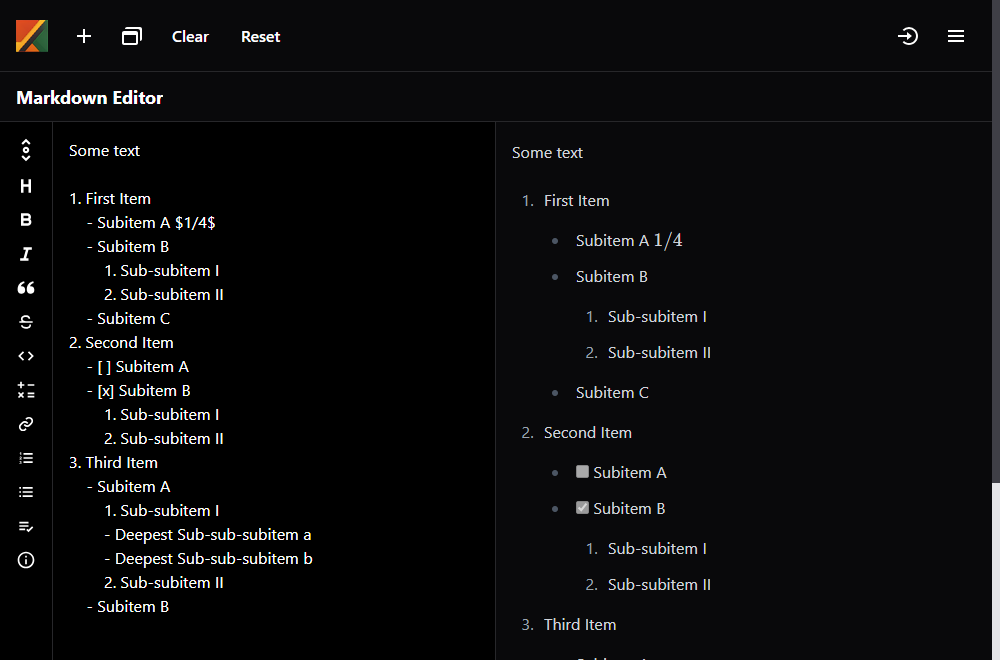 Clear Reset
Markdown Editor
Some text
1. First Item
- Subitem A $1/4$
- Subitem B
1. Sub-subitem I
2. Sub-subitem II
- Subitem C
2. Second Item
- [ ] Subitem A
- [x] Subitem B
1. Sub-subitem I
2. Sub-subitem II
3. Third Item
- Subitem A
1. Sub-subitem I
- Deepest Sub-sub-subitem a
- Deepest Sub-sub-subitem b
2. Sub-subitem II
- Subitem B
Some text
1. First Item
• Subitem A 1/4
• Subitem B
1. Sub-subitem I
2. Sub-subitem II
• Subitem C
2. Second Item
• Subitem A
• Subitem B
1. Sub-subitem I
2. Sub-subitem II
3. Third Item